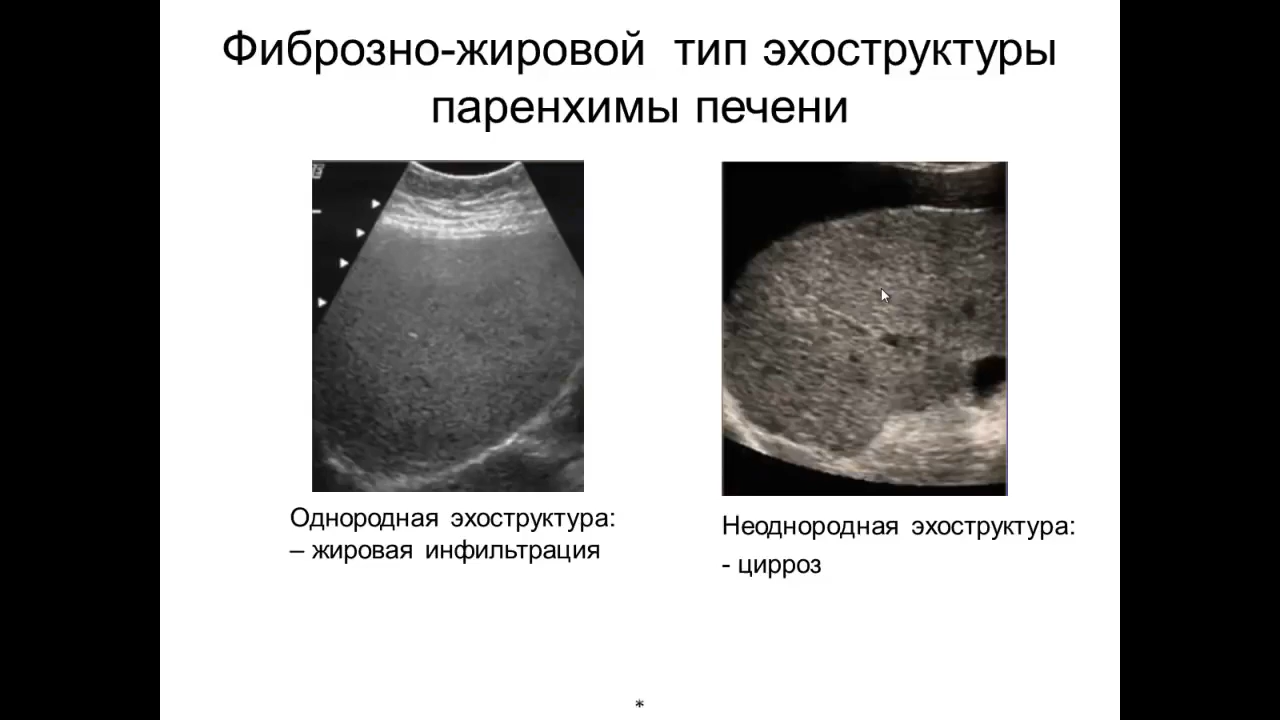 Фиброзно-жировой тип эхоструктуры
паренхимы печени
Однородная эхоструктура:
– жировая инфильтрация
Неоднородная эхоструктура:
- цирроз
*